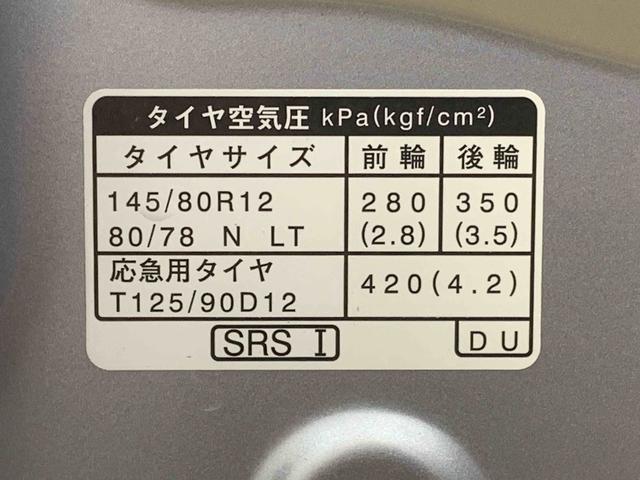 タイヤ空気圧 kPa(kgf/cm²)
タイヤサイズ 前輪 後輪
145/80R12 280 350
80/78 N LT (2.8) (3.5)
応急用タイヤ
T125/90D12 420(4.2)
SRS I DU